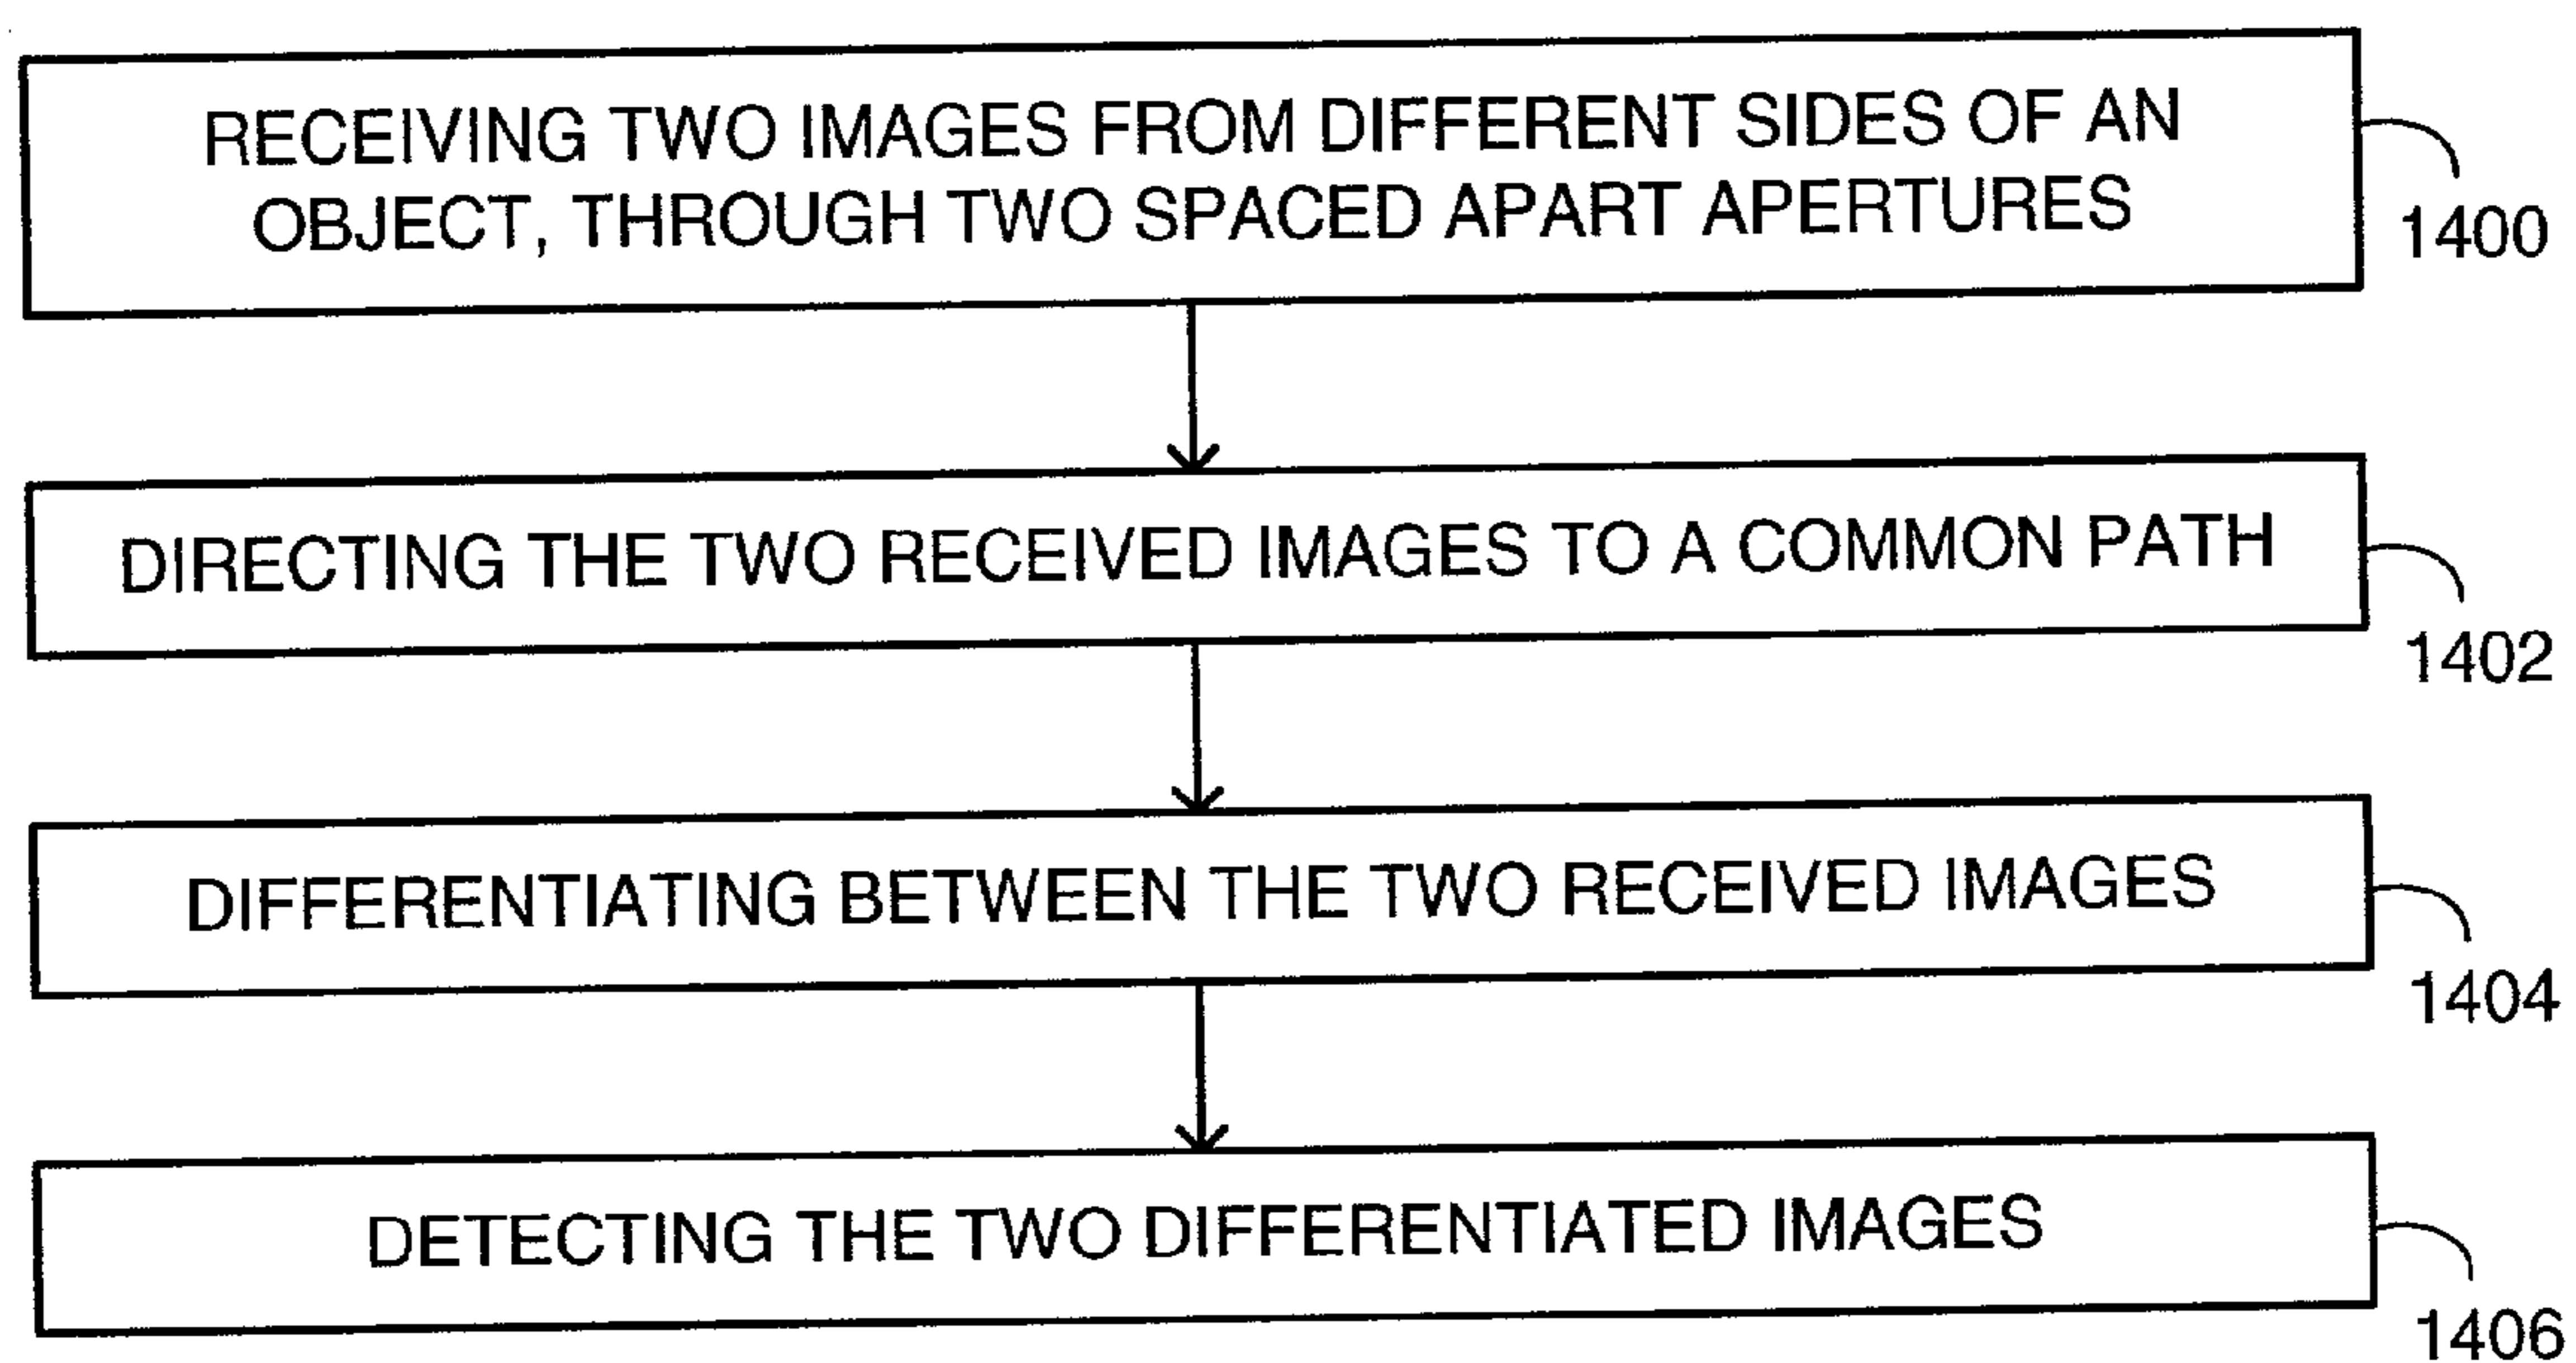 RECEIVING TWO IMAGES FROM DIFFERENT SIDES OF AN
OBJECT, THROUGH TWO SPACED APART APERTURES
1400
DIRECTING THE TWO RECEIVED IMAGES TO A COMMON PATH
1402
DIFFERENTIATING BETWEEN THE TWO RECEIVED IMAGES
1404
DETECTING THE TWO DIFFERENTIATED IMAGES
1406